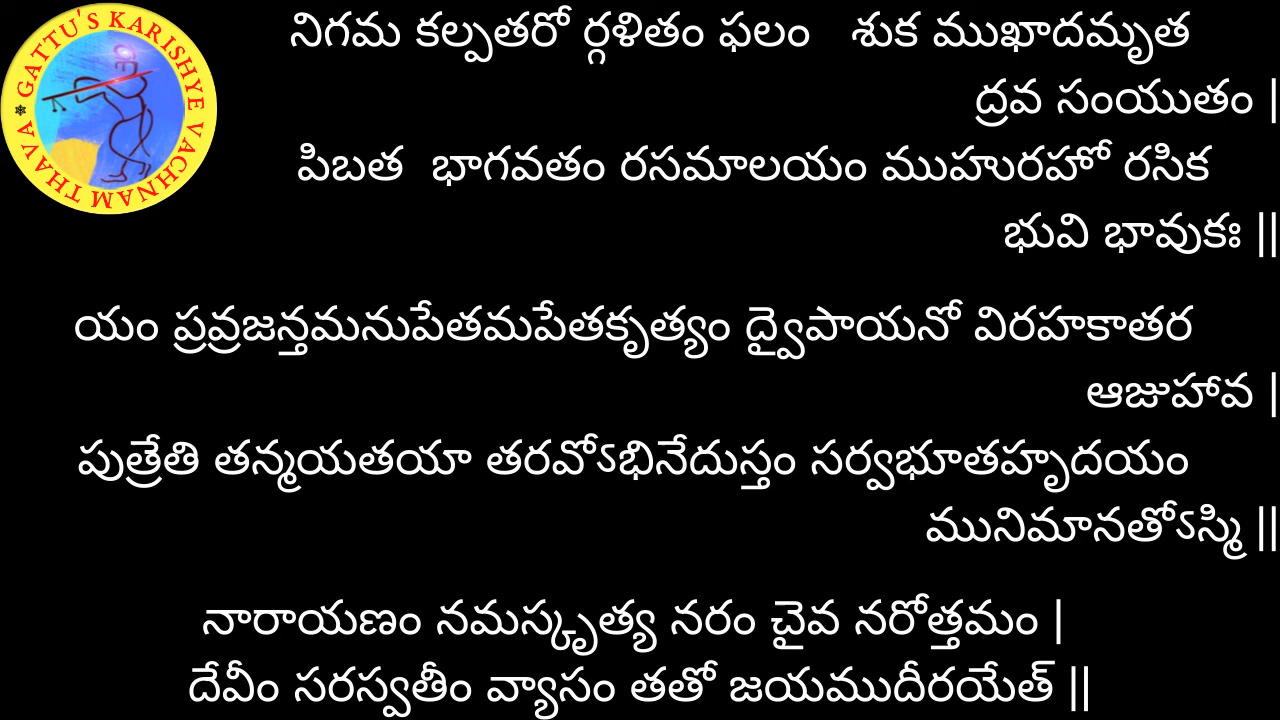 GATTU'S KARISHYE VACHNAM THAVA
నిగమ కల్పతరో ర్గళితం ఫలం శుక ముఖాదమృత
ద్రవ సంయుతం |
పిబత భాగవతం రసమాలయం ముహురహో రసిక
భువి భావుకః ||
యం ప్రవ్రజన్తమనుపేతమపేతకృత్యం ద్వైపాయనో విరహకాతర
ఆజుహావ |
పుత్రేతి తన్మయతయా తరవోఽభినేదుస్తం సర్వభూతహృదయం
మునిమానతోఽస్మి ||
నారాయణం నమస్కృత్య నరం చైవ నరోత్తమం |
దేవీం సరస్వతీం వ్యాసం తతో జయముదీరయేత్ ||